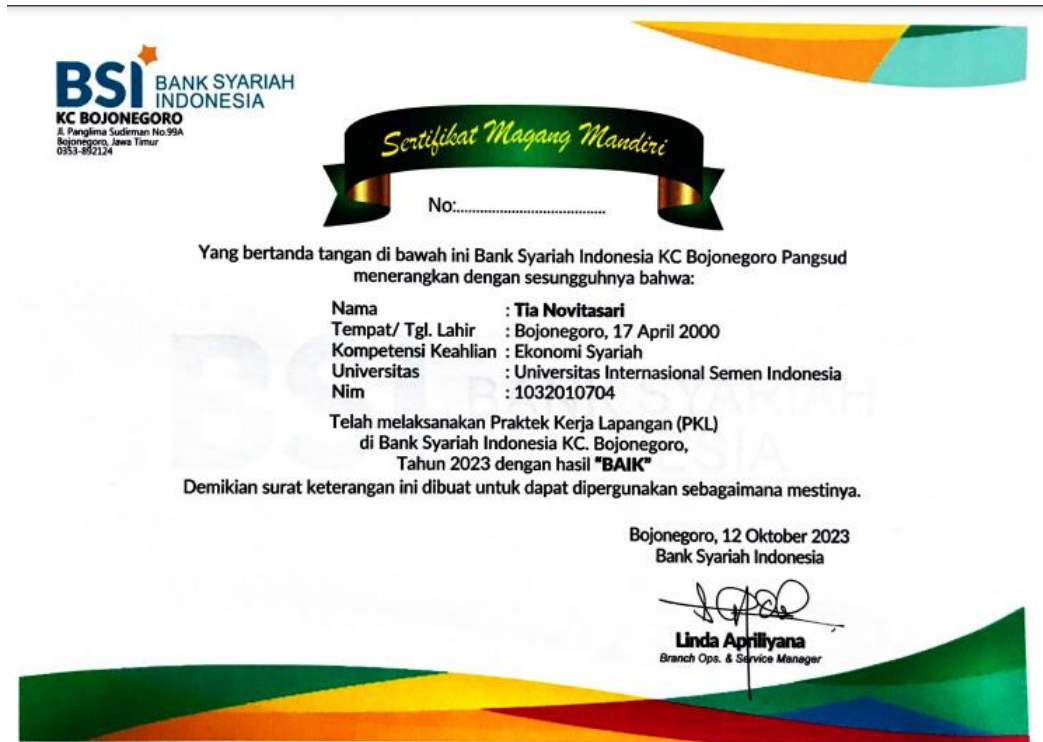 BSI BANK SYARIAH
INDONESIA
KC BOJONEGORO
Jl. Panglima Sudirman No.99A
Bojonegoro, Jawa Timur
0353-892124
Sertifikat Magang Mandiri
No:.....................................
Yang bertanda tangan di bawah ini Bank Syariah Indonesia KC Bojonegoro Pangsud
menerangkan dengan sesungguhnya bahwa:
Nama : Tia Novitasari
Tempat/ Tgl. Lahir : Bojonegoro, 17 April 2000
Kompetensi Keahlian : Ekonomi Syariah
Universitas : Universitas Internasional Semen Indonesia
Nim : 1032010704
Telah melaksanakan Praktek Kerja Lapangan (PKL)
di Bank Syariah Indonesia KC. Bojonegoro,
Tahun 2023 dengan hasil "BAIK"
Demikian surat keterangan ini dibuat untuk dapat dipergunakan sebagaimana mestinya.
Bojonegoro, 12 Oktober 2023
Bank Syariah Indonesia
Linda Apriliyana
Branch Ops. & Service Manager